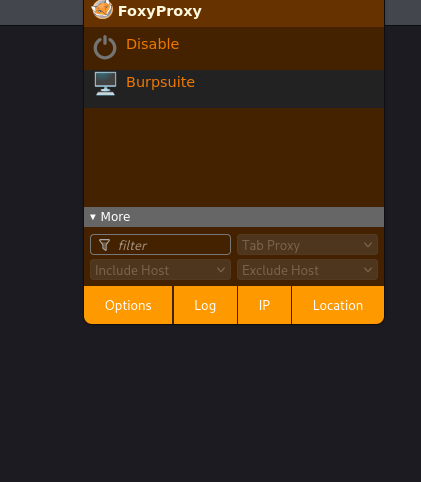 FoxyProxy
Disable
Burpsuite
▾ More
filter
Tab Proxy
Include Host
Exclude Host
Options
Log
IP
Location